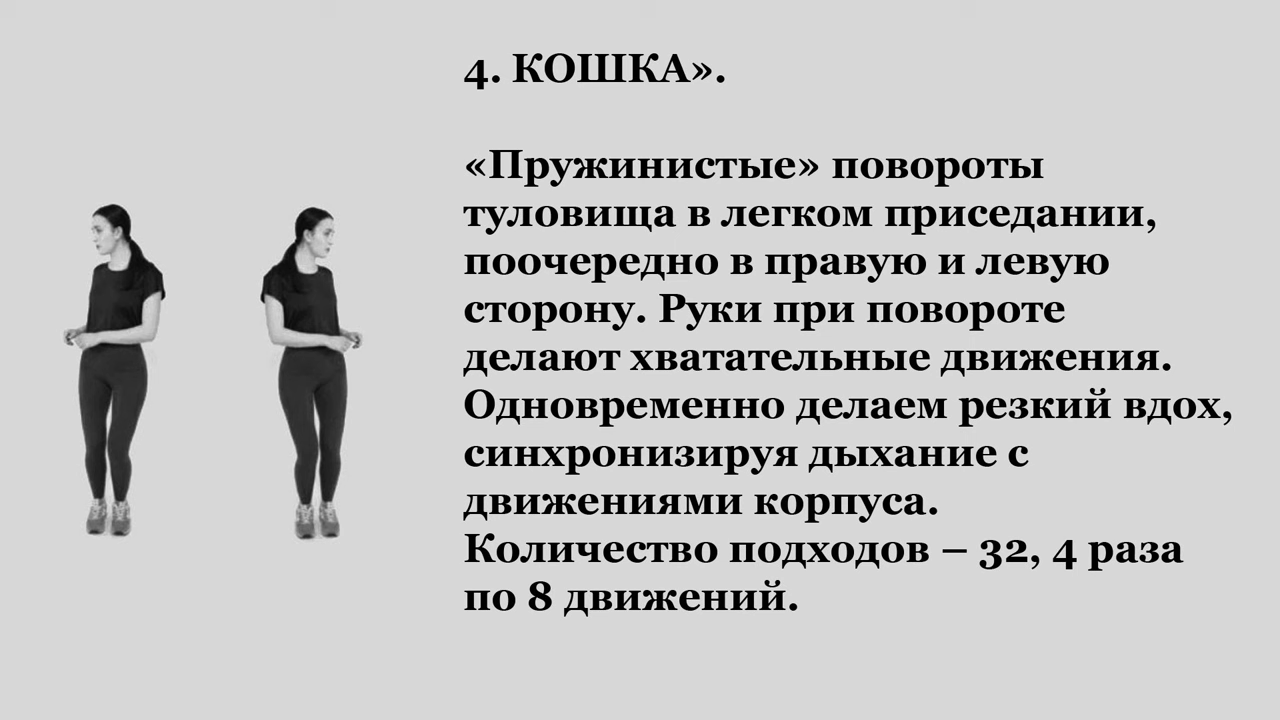 4. КОШКА».
«Пружинистые» повороты
туловища в легком приседании,
поочередно в правую и левую
сторону. Руки при повороте
делают хватательные движения.
Одновременно делаем резкий вдох,
синхронизируя дыхание с
движениями корпуса.
Количество подходов – 32, 4 раза
по 8 движений.